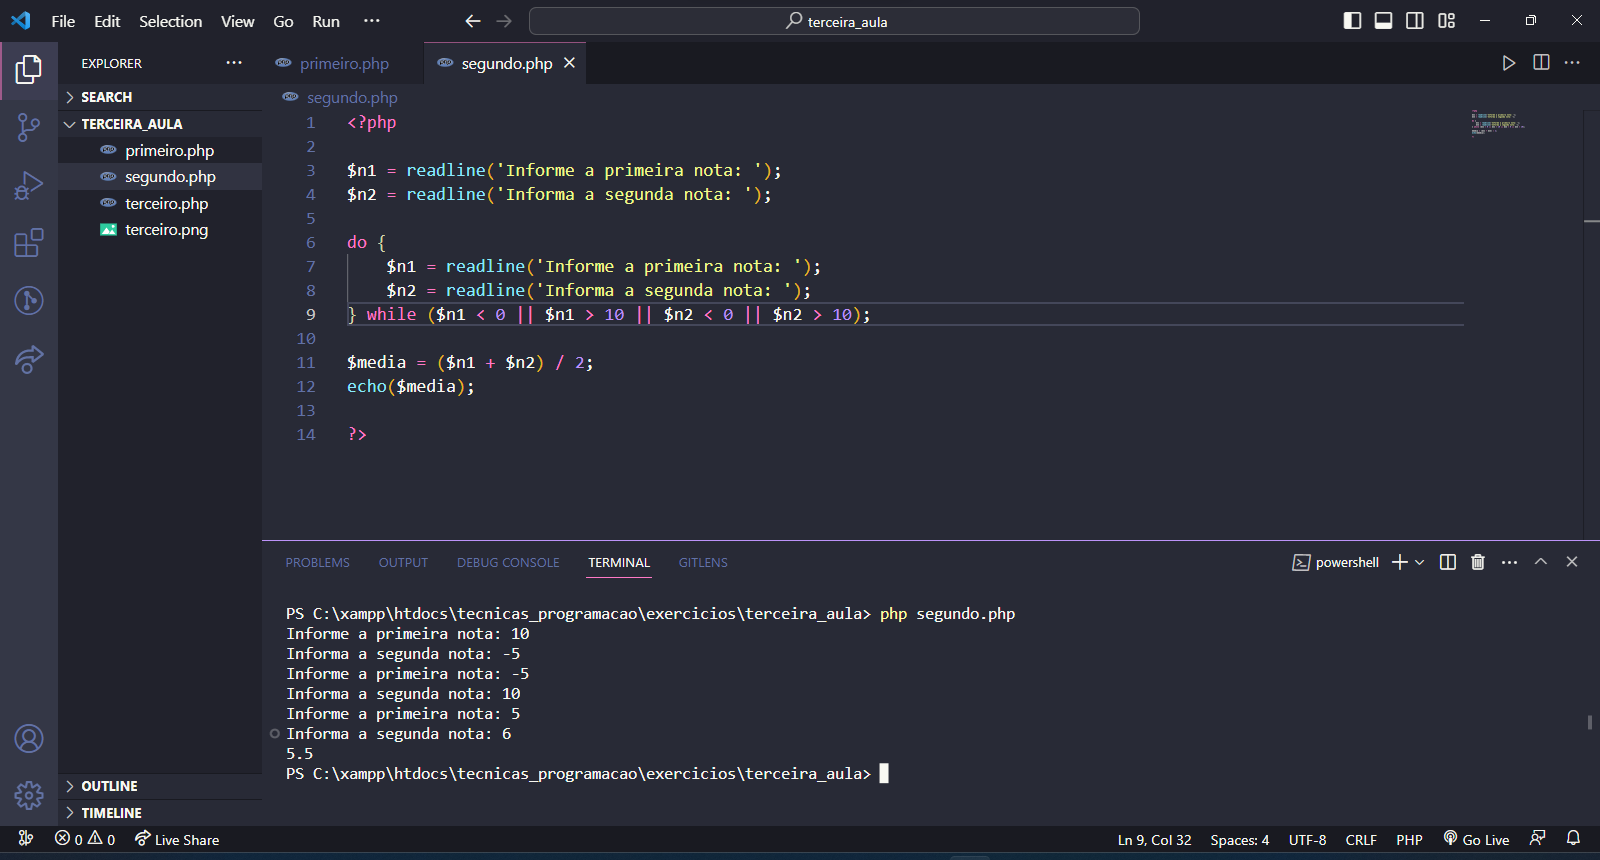 File Edit Selection View Go Run ··· terceira_aula
EXPLORER ···
SEARCH
TERCEIRA_AULA
primeiro.php
segundo.php
terceiro.php
terceiro.png
OUTLINE
TIMELINE
primeiro.php segundo.php
segundo.php
1 <?php
2
3 $n1 = readline('Informe a primeira nota: ');
4 $n2 = readline('Informa a segunda nota: ');
5
6 do {
7 $n1 = readline('Informe a primeira nota: ');
8 $n2 = readline('Informa a segunda nota: ');
9 } while ($n1 < 0 || $n1 > 10 || $n2 < 0 || $n2 > 10);
10
11 $media = ($n1 + $n2) / 2;
12 echo($media);
13
14 ?>
PROBLEMS OUTPUT DEBUG CONSOLE TERMINAL GITLENS powershell
PS C:\xampp\htdocs\tecnicas_programacao\exercicios\terceira_aula> php segundo.php
Informe a primeira nota: 10
Informa a segunda nota: -5
Informe a primeira nota: -5
Informa a segunda nota: 10
Informe a primeira nota: 5
Informa a segunda nota: 6
5.5
PS C:\xampp\htdocs\tecnicas_programacao\exercicios\terceira_aula>
0 0 Live Share Ln 9, Col 32 Spaces: 4 UTF-8 CRLF PHP Go Live